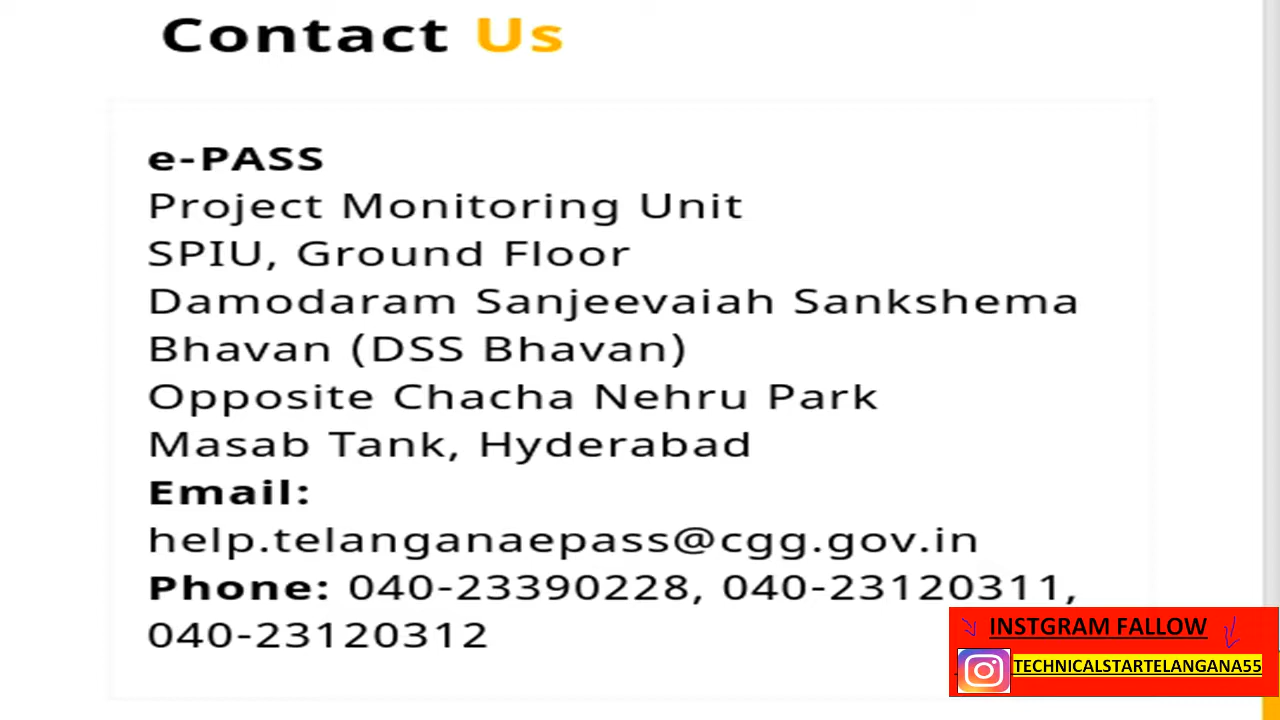 Contact Us
e-PASS
Project Monitoring Unit
SPIU, Ground Floor
Damodaram Sanjeevaiah Sankshema
Bhavan (DSS Bhavan)
Opposite Chacha Nehru Park
Masab Tank, Hyderabad
Email:
help.telanganaepass@cgg.gov.in
Phone: 040-23390228, 040-23120311,
040-23120312
INSTGRAM FALLOW
TECHNICALSTARTELANGANA55